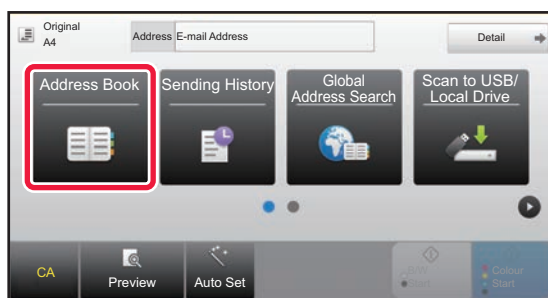 Original
A4
Address E-mail Address
Detail
Address Book
Sending History
Global
Address Search
Scan to USB/
Local Drive
CA
Preview
Auto Set
B/W
Start
Colour
Start